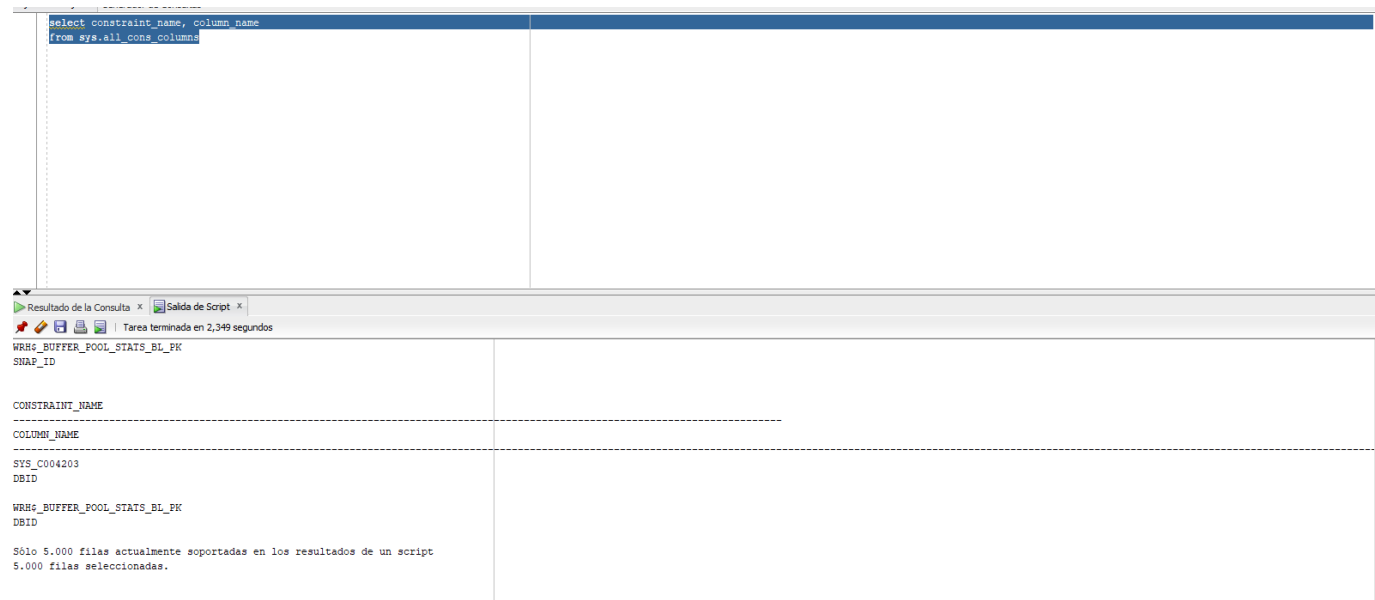 select constraint_name, column_name
from sys.all_cons_columns
Resultado de la Consulta x Salida de Script x
Tarea terminada en 2,349 segundos
WRH$_BUFFER_POOL_STATS_BL_PK
SNAP_ID
CONSTRAINT_NAME
--------------------------------------------------------------------------------------------------------------------------------
COLUMN_NAME
--------------------------------------------------------------------------------------------------------------------------------
SYS_C004203
DBID
WRH$_BUFFER_POOL_STATS_BL_PK
DBID
Sólo 5.000 filas actualmente soportadas en los resultados de un script
5.000 filas seleccionadas.